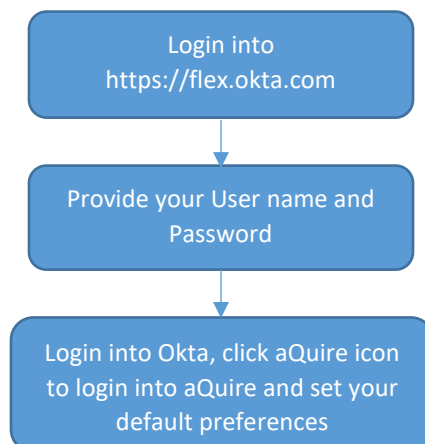 Login into
https://flex.okta.com
Provide your User name and
Password
Login into Okta, click aQuire icon
to login into aQuire and set your
default preferences